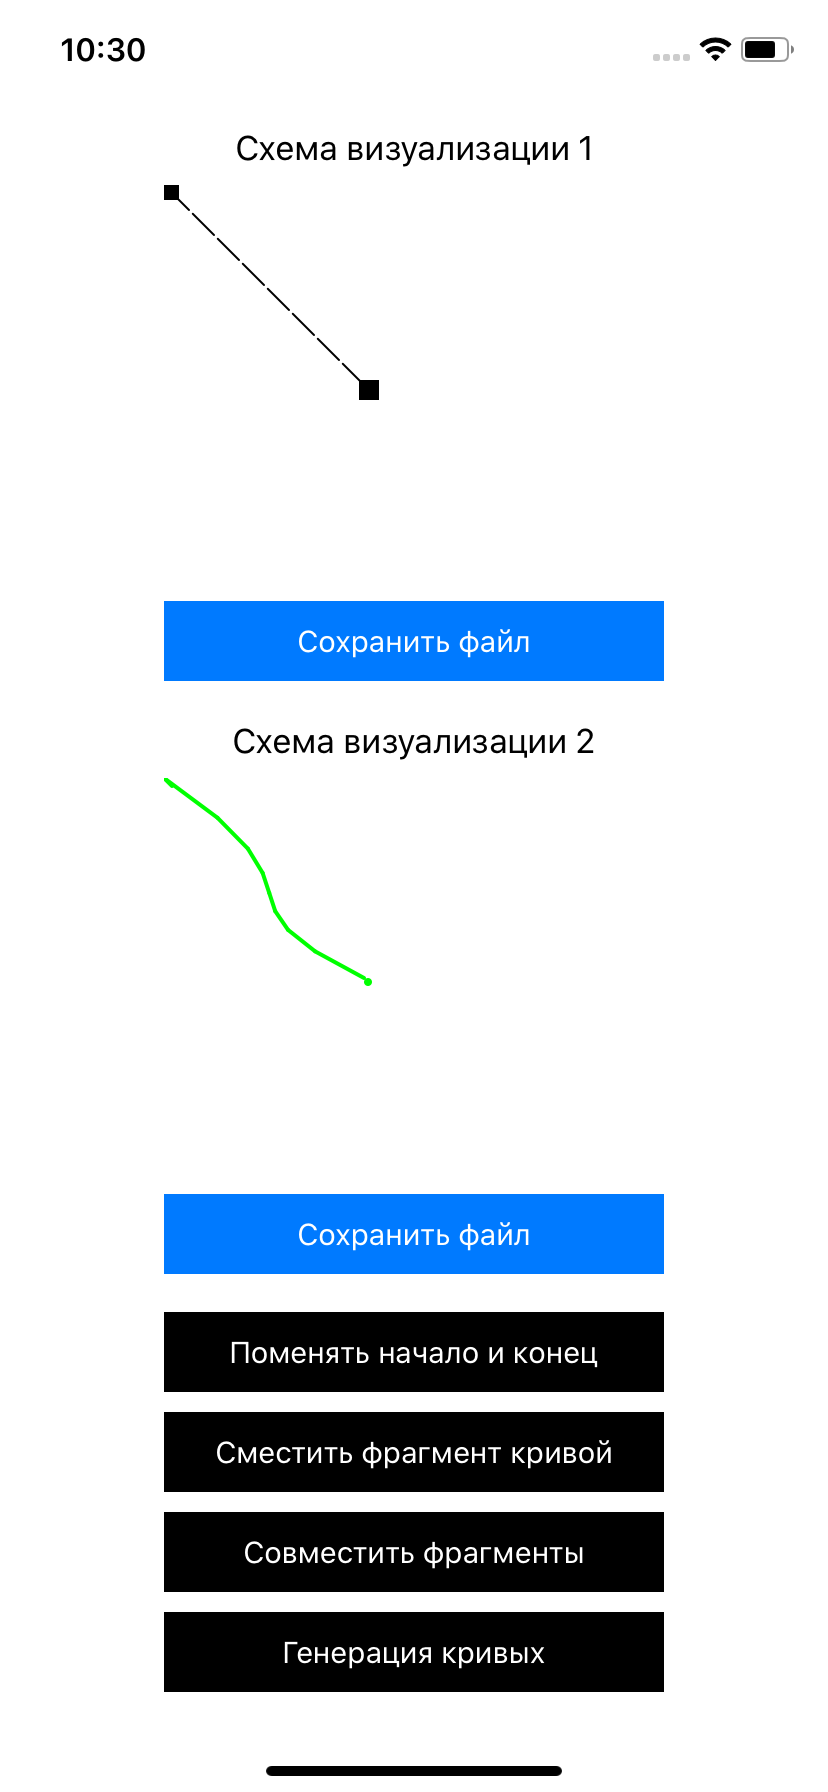 10:30
Схема визуализации 1
Сохранить файл
Схема визуализации 2
Сохранить файл
Поменять начало и конец
Сместить фрагмент кривой
Совместить фрагменты
Генерация кривых